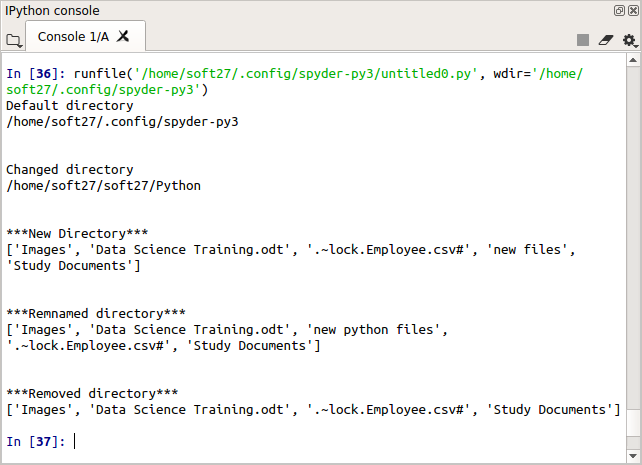 IPython console
Console 1/A
In [36]: runfile('/home/soft27/.config/spyder-py3/untitled0.py', wdir='/home/
soft27/.config/spyder-py3')
Default directory
/home/soft27/.config/spyder-py3
Changed directory
/home/soft27/soft27/Python
***New Directory***
['Images', 'Data Science Training.odt', '.~lock.Employee.csv#', 'new files',
'Study Documents']
***Remnamed directory***
['Images', 'Data Science Training.odt', 'new python files',
'.~lock.Employee.csv#', 'Study Documents']
***Removed directory***
['Images', 'Data Science Training.odt', '.~lock.Employee.csv#', 'Study Documents']
In [37]: